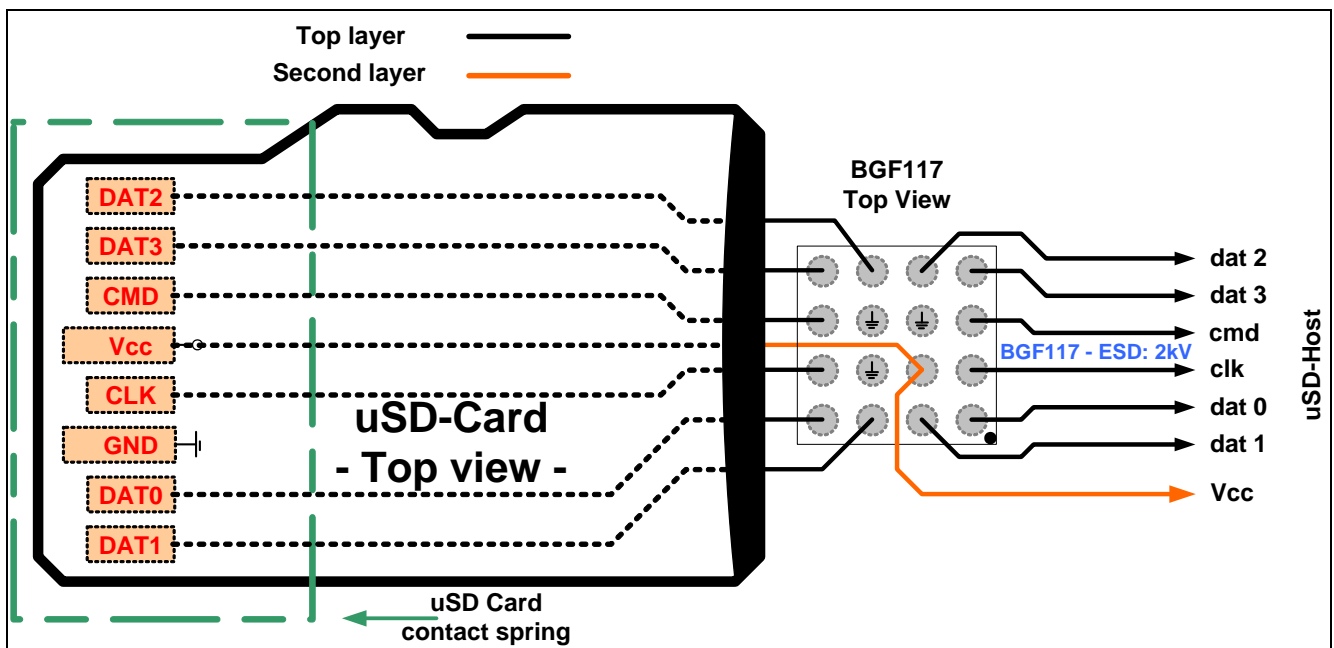 Top layer
Second layer
BGF117
Top View
DAT2
DAT3
CMD
Vcc
CLK
GND
DAT0
DAT1
uSD-Card
- Top view -
dat 2
dat 3
cmd
BGF117 - ESD: 2kV
clk
dat 0
dat 1
Vcc
uSD-Host
uSD Card
contact spring